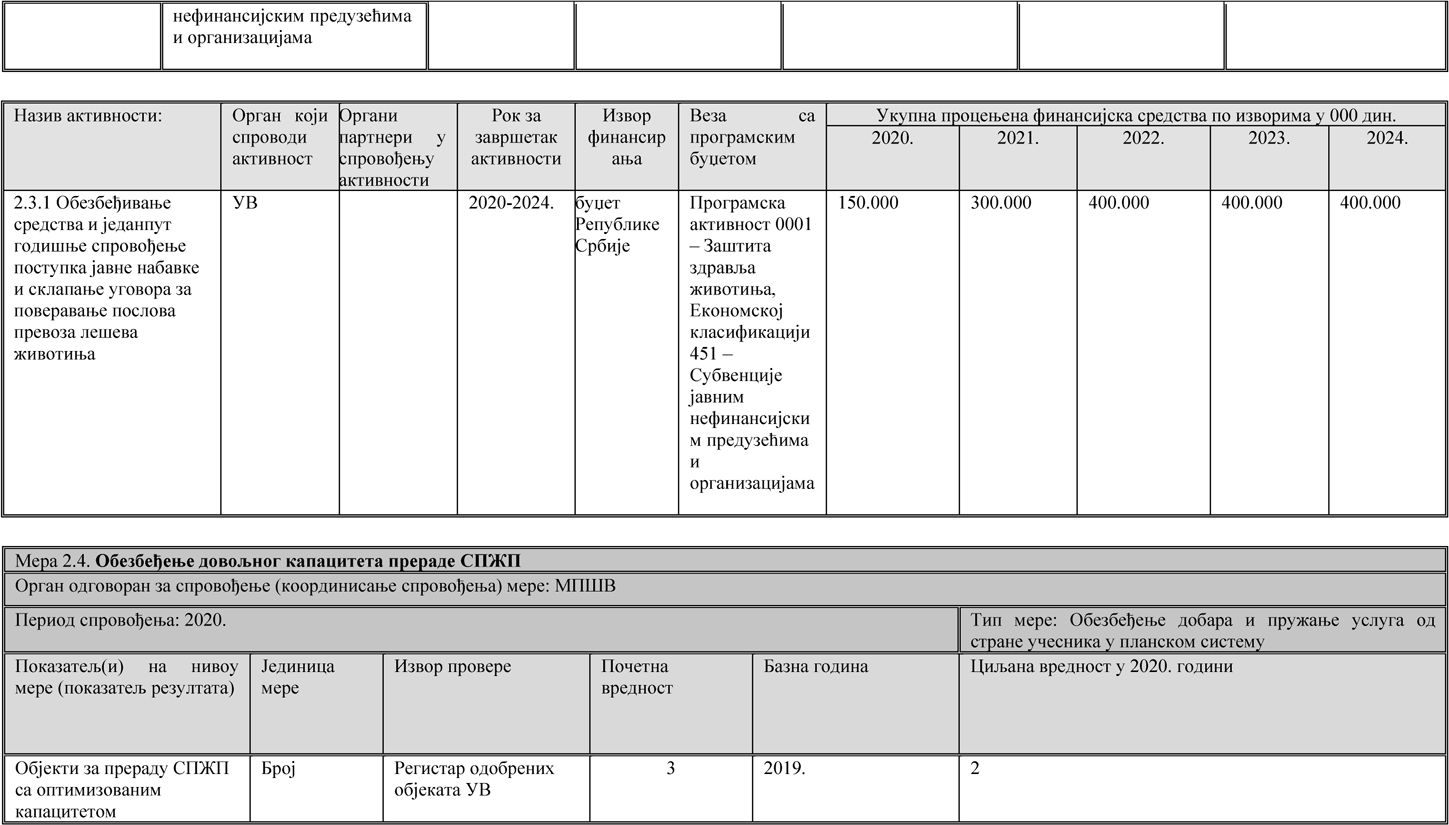 нефинансијским предузећима
и организацијама
Назив активности:
Орган који
спроводи
активност
Органи
партнери у
спровођењу
активности
Рок за
завршетак
активности
Извор
финансир
ања
Веза са
програмским
буџетом
Укупна процењена финансијска средства по изворима у 000 дин.
2020.
2021.
2022.
2023.
2024.
2.3.1 Обезбеђивање
средства и једанпут
годишње спровођење
поступка јавне набавке
и склапање уговора за
поверавање послова
превоза лешева
животиња
УВ
2020-2024.
буџет
Републике
Србије
Програмска
активност 0001
– Заштита
здравља
животиња,
Економској
класификацији
451 –
Субвенције
јавним
нефинансијски
м предузећима
и
организацијама
150.000
300.000
400.000
400.000
400.000
Мера 2.4. Обезбеђење довољног капацитета прераде СПЖП
Орган одговоран за спровођење (координисање спровођења) мере: МПШВ
Период спровођења: 2020.
Тип мере: Обезбеђење добара и пружање услуга од
стране учесника у планском систему
Показатељ(и) на нивоу
мере (показатељ резултата)
Јединица
мере
Извор провере
Почетна
вредност
Базна година
Циљана вредност у 2020. години
Објекти за прераду СПЖП
са оптимизованим
капацитетом
Број
Регистар одобрених
објеката УВ
3
2019.
2